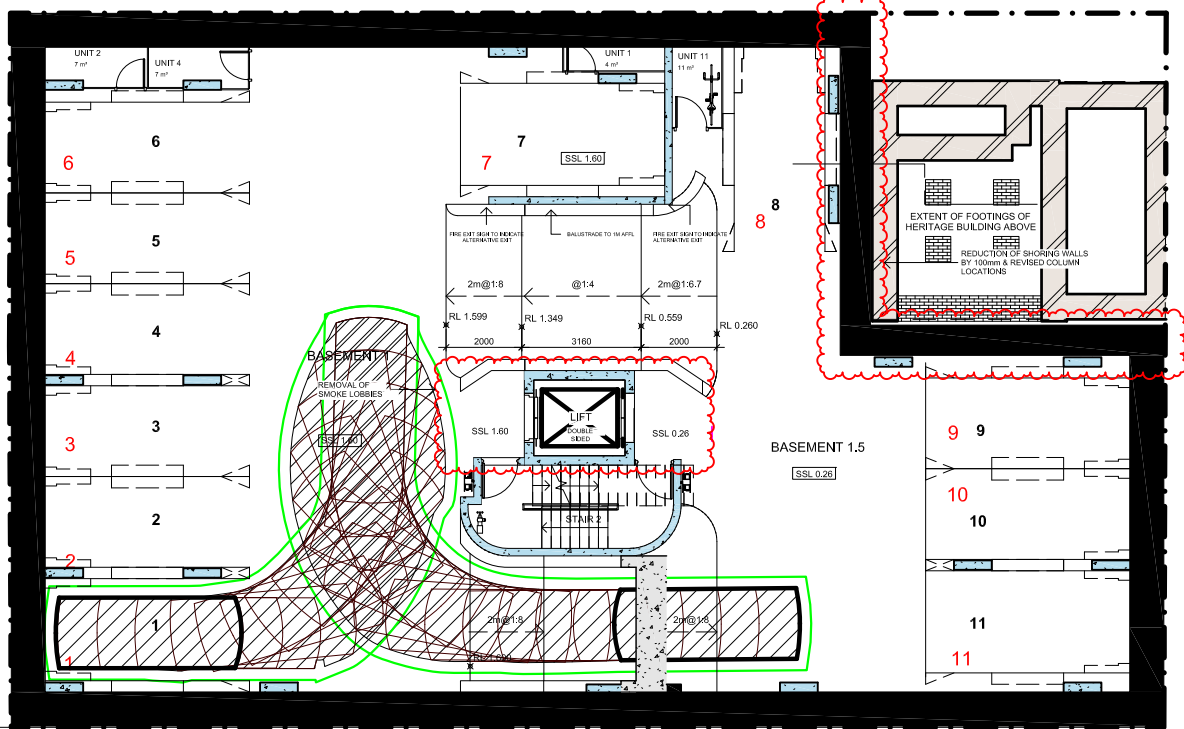 UNIT 2
7 m²
UNIT 4
7 m²
UNIT 1
4 m²
UNIT 11
11 m²
6
6
7
7
SSL 1.60
8
8
5
5
FIRE EXIT SIGN TO INDICATE
ALTERNATIVE EXIT
BALUSTRADE TO 1M AFFL
FIRE EXIT SIGN TO INDICATE
ALTERNATIVE EXIT
EXTENT OF FOOTINGS OF
HERITAGE BUILDING ABOVE
REDUCTION OF SHORING WALLS
BY 100mm & REVISED COLUMN
LOCATIONS
2m@1:8
@1:4
2m@1:6.7
RL 1.599
RL 1.349
RL 0.559
RL 0.260
2000
3160
2000
4
4
BASEMENT 1
REMOVAL OF
SMOKE LOBBIES
SSL 1.60
3
3
LIFT
DOUBLE
SIDED
SSL 1.60
SSL 0.26
BASEMENT 1.5
SSL 0.26
9
9
10
10
2
2
STAIR 2
1
1
2m@1:8
2m@1:8
11
11